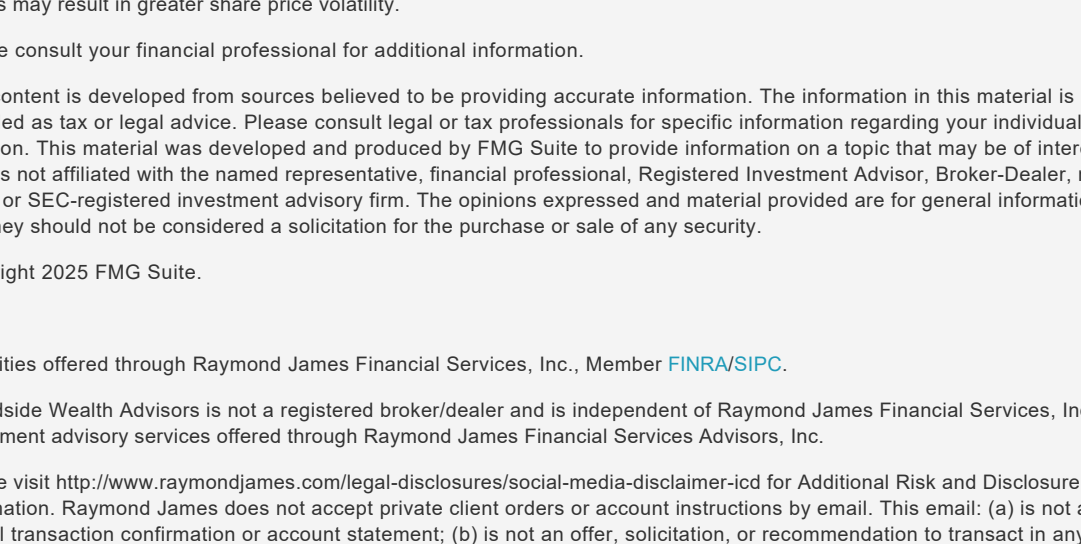 s may result in greater share price volatility.
e consult your financial professional for additional information.
ontent is developed from sources believed to be providing accurate information. The information in this material is
ed as tax or legal advice. Please consult legal or tax professionals for specific information regarding your individual
on. This material was developed and produced by FMG Suite to provide information on a topic that may be of inter
s not affiliated with the named representative, financial professional, Registered Investment Advisor, Broker-Dealer,
or SEC-registered investment advisory firm. The opinions expressed and material provided are for general informati
ey should not be considered a solicitation for the purchase or sale of any security.
ight 2025 FMG Suite.
ities offered through Raymond James Financial Services, Inc., Member FINRA/SIPC.
dside Wealth Advisors is not a registered broker/dealer and is independent of Raymond James Financial Services, In
ment advisory services offered through Raymond James Financial Services Advisors, Inc.
e visit http://www.raymondjames.com/legal-disclosures/social-media-disclaimer-icd for Additional Risk and Disclosure
nation. Raymond James does not accept private client orders or account instructions by email. This email: (a) is not a
l transaction confirmation or account statement; (b) is not an offer, solicitation, or recommendation to transact in any